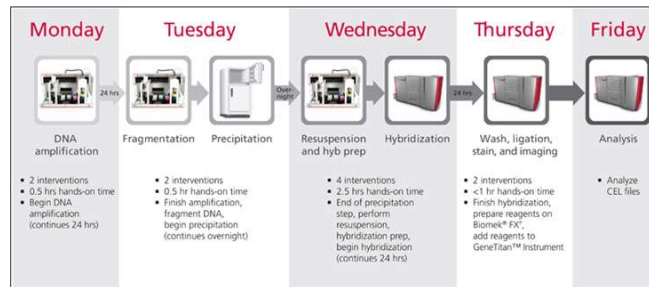 Monday
Tuesday
Wednesday
Thursday
Friday
24 hrs
Over-
night
24 hrs
DNA
amplification
Fragmentation
Precipitation
Resuspension
and hyb prep
Hybridization
Wash, ligation,
stain, and imaging
Analysis
▪ 2 interventions
▪ 0.5 hrs hands-on time
▪ Begin DNA
amplification
(continues 24 hrs)
▪ 2 interventions
▪ 0.5 hr hands-on time
▪ Finish amplification,
fragment DNA,
begin precipitation
(continues overnight)
▪ 4 interventions
▪ 2.5 hrs hands-on time
▪ End of precipitation
step, perform
resuspension,
hybridization prep,
begin hybridization
(continues 24 hrs)
▪ 2 interventions
▪ <1 hr hands-on time
▪ Finish hybridization,
prepare reagents on
Biomek® FXᵖ,
add reagents to
GeneTitan™ Instrument
▪ Analyze
CEL files